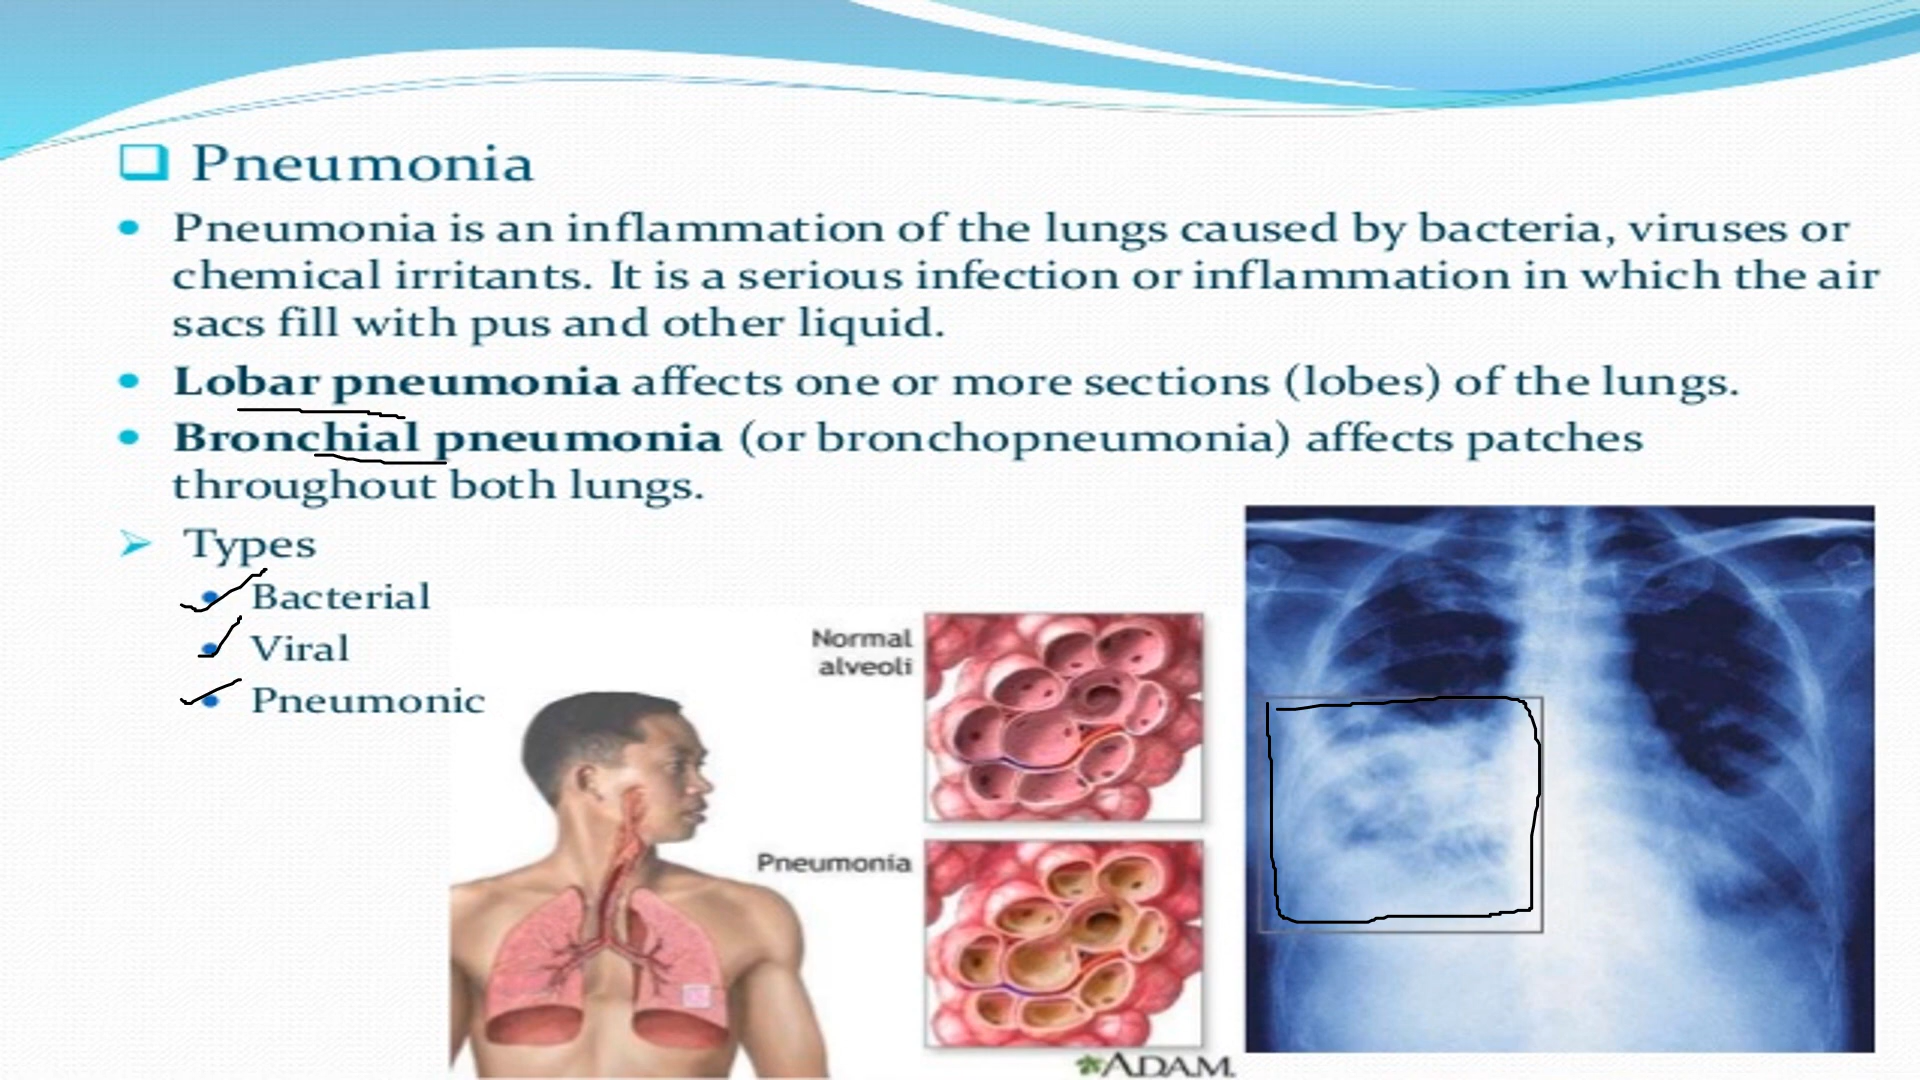 Pneumonia
Pneumonia is an inflammation of the lungs caused by bacteria, viruses or
chemical irritants. It is a serious infection or inflammation in which the air
sacs fill with pus and other liquid.
Lobar pneumonia affects one or more sections (lobes) of the lungs.
Bronchial pneumonia (or bronchopneumonia) affects patches
throughout both lungs.
Types
Bacterial
Viral
Pneumonic
Normal
alveoli
Pneumonia
ADAM.